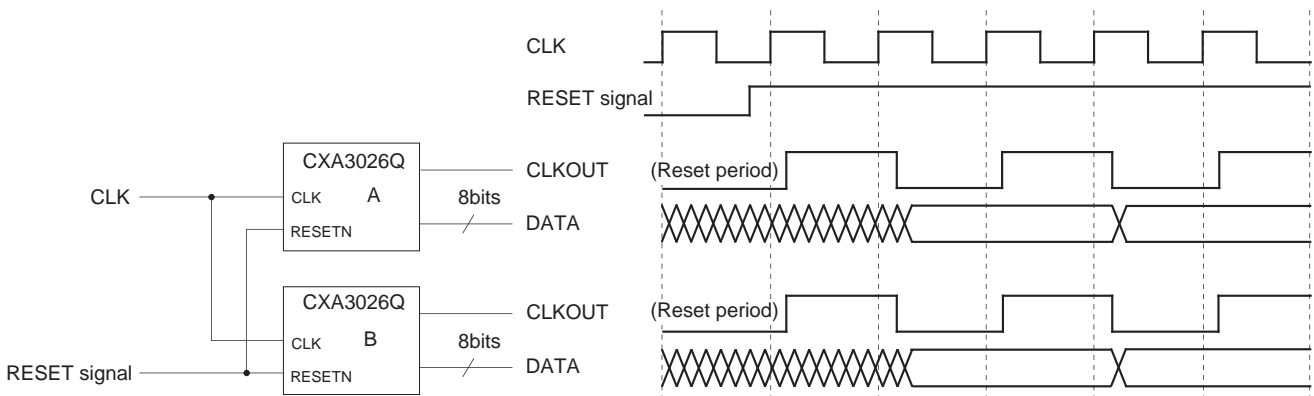 CLK
RESET signal
CXA3026Q
CLK
A
RESETN
CLK
8bits
CLKOUT
DATA
(Reset period)
CXA3026Q
CLK
B
RESETN
RESET signal
8bits
CLKOUT
DATA
(Reset period)